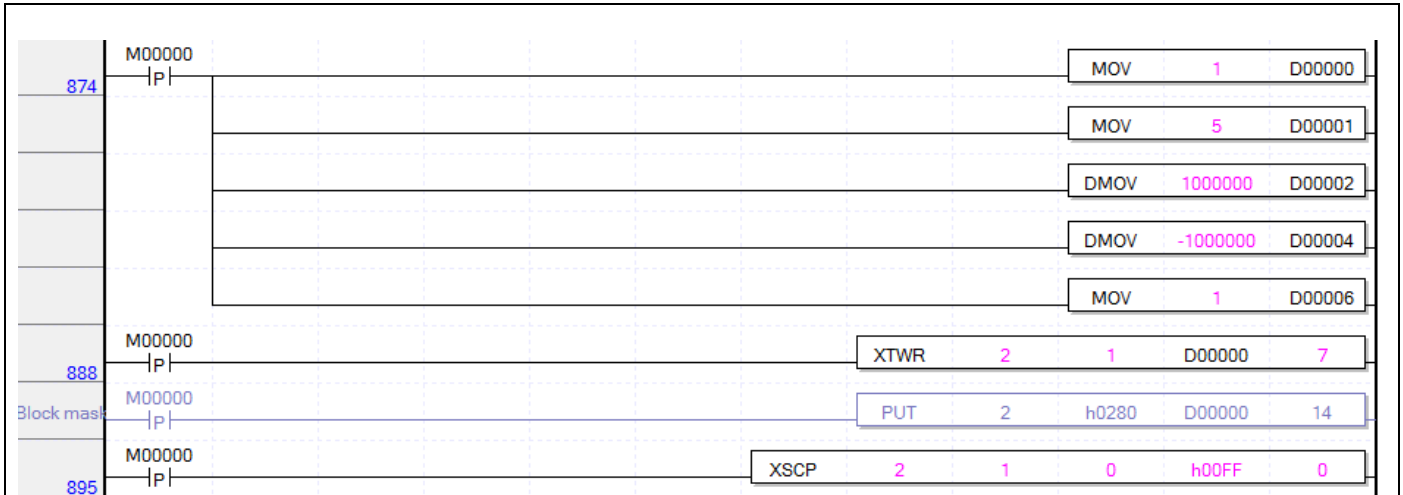 M00000
874 P MOV 1 D00000
MOV 5 D00001
DMOV 1000000 D00002
DMOV -1000000 D00004
MOV 1 D00006
M00000
888 P XTWR 2 1 D00000 7
M00000
Block mask P PUT 2 h0280 D00000 14
M00000
895 P XSCP 2 1 0 h00FF 0